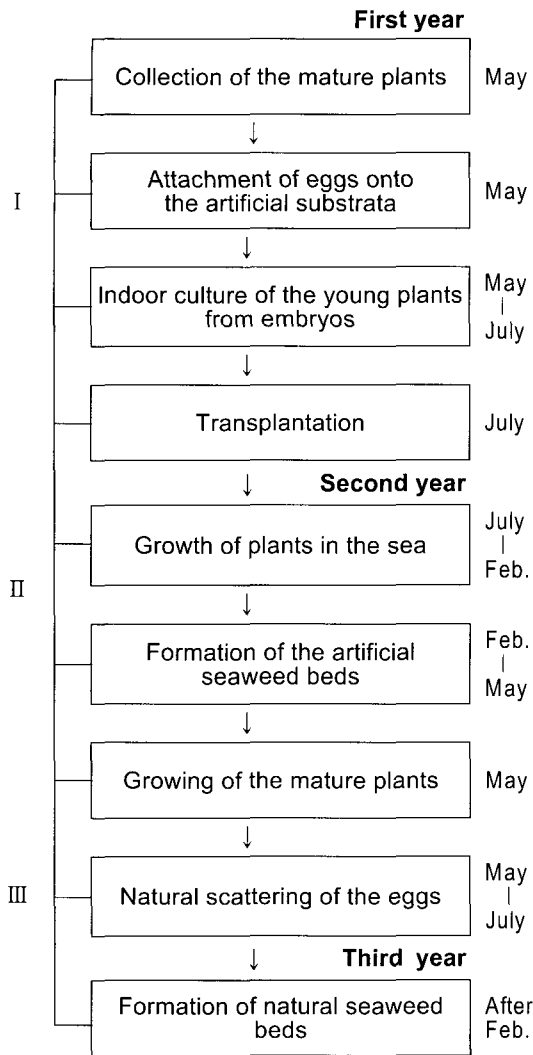 First year
Collection of the mature plants
May
Attachment of eggs onto
the artificial substrata
May
I
Indoor culture of the young plants
from embryos
May
|
July
Transplantation
July
Second year
Growth of plants in the sea
July
|
Feb.
II
Formation of the artificial
seaweed beds
Feb.
|
May
Growing of the mature plants
May
III
Natural scattering of the eggs
May
|
July
Third year
Formation of natural seaweed
beds
After
Feb.